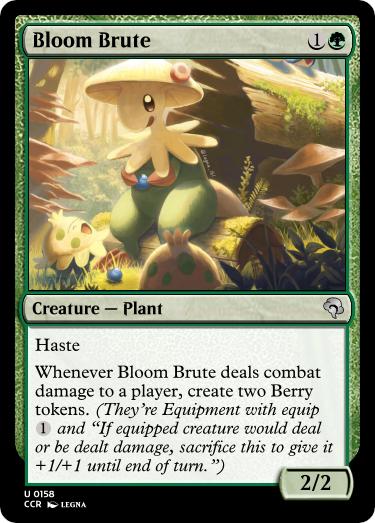 Bloom Brute 1
Creature — Plant
Haste
Whenever Bloom Brute deals combat
damage to a player, create two Berry
tokens. (They’re Equipment with equip
1 and “If equipped creature would deal
or be dealt damage, sacrifice this to give it
+1/+1 until end of turn.”)
2/2
U 0158
CCR LEGNA